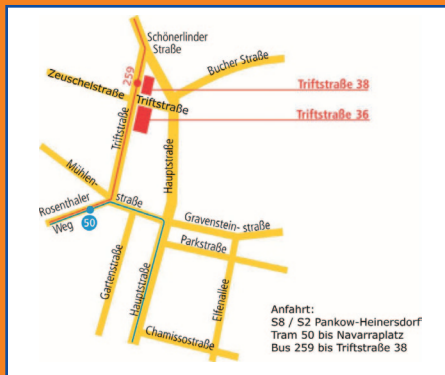 Schönerlinder
Straße
Bucher Straße
259
Zeuschelstraße
Triftstraße 38
Triftstraße
Triftstraße 36
Triftstraße
Hauptstraße
Mühlen-
straße
Rosenthaler
Weg
50
Gravenstein-straße
Parkstraße
Gartenstraße
Hauptstraße
Elfenallee
Chamissostraße
Anfahrt:
S8 / S2 Pankow-Heinersdorf
Tram 50 bis Navarraplatz
Bus 259 bis Triftstraße 38